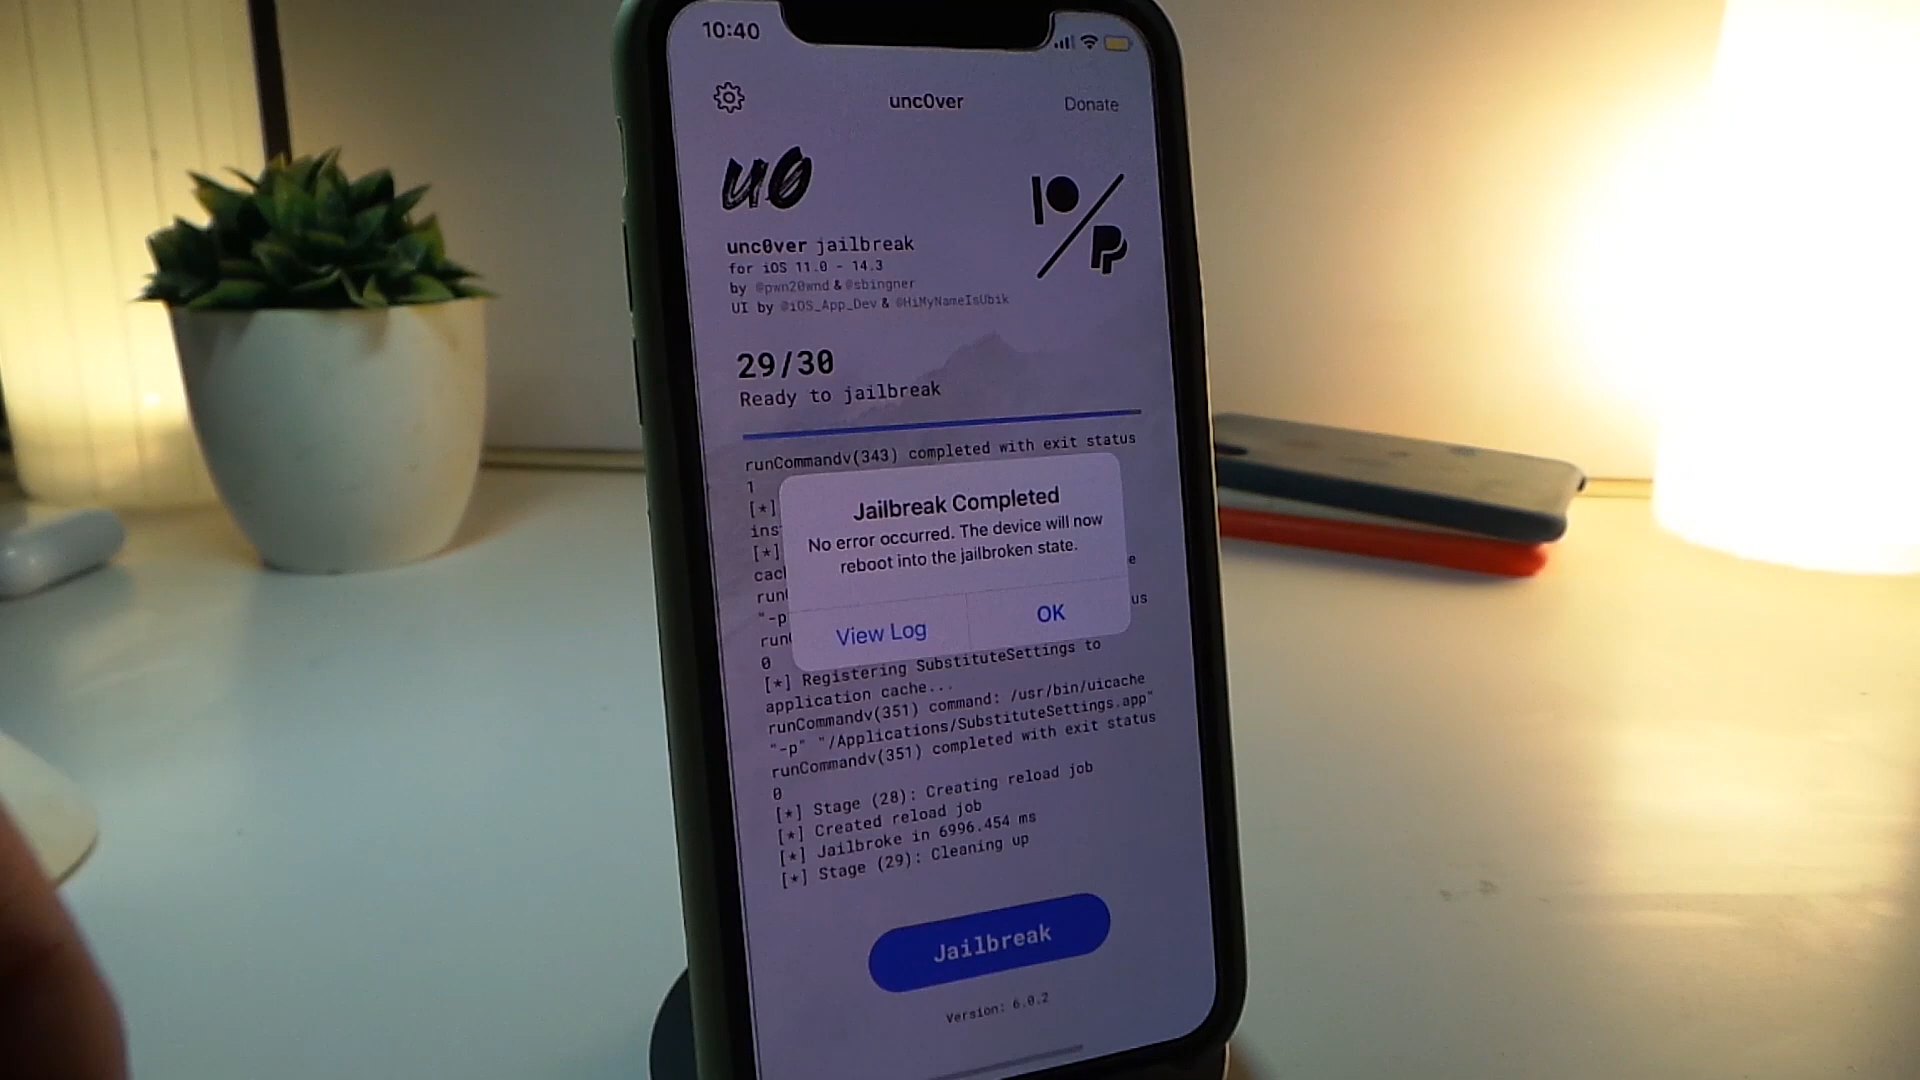 10:40
unc0ver
Donate
u0
unc0ver jailbreak
for iOS 11.0 - 14.3
by @pwn20wnd & @sbingner
UI by @iOS_App_Dev & @HiMyNameIsUbik
29/30
Ready to jailbreak
runCommandv(343) completed with exit status
1
[*]
[*]
"-p
0
Jailbreak Completed
No error occurred. The device will now
reboot into the jailbroken state.
View Log
OK
[*] Registering SubstituteSettings to
application cache...
runCommandv(351) command: /usr/bin/uicache
"-p" "/Applications/SubstituteSettings.app"
runCommandv(351) completed with exit status
0
[*] Stage (28): Creating reload job
[*] Created reload job
[*] Jailbroke in 6996.454 ms
[*] Stage (29): Cleaning up
Jailbreak
Version: 6.0.2